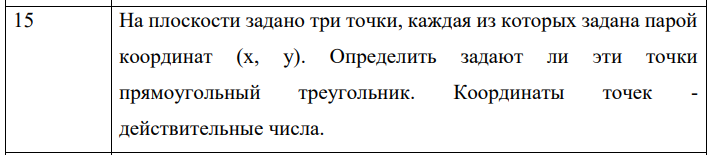 15
На плоскости задано три точки, каждая из которых задана парой
координат (x, y). Определить задают ли эти точки
прямоугольный треугольник. Координаты точек -
действительные числа.